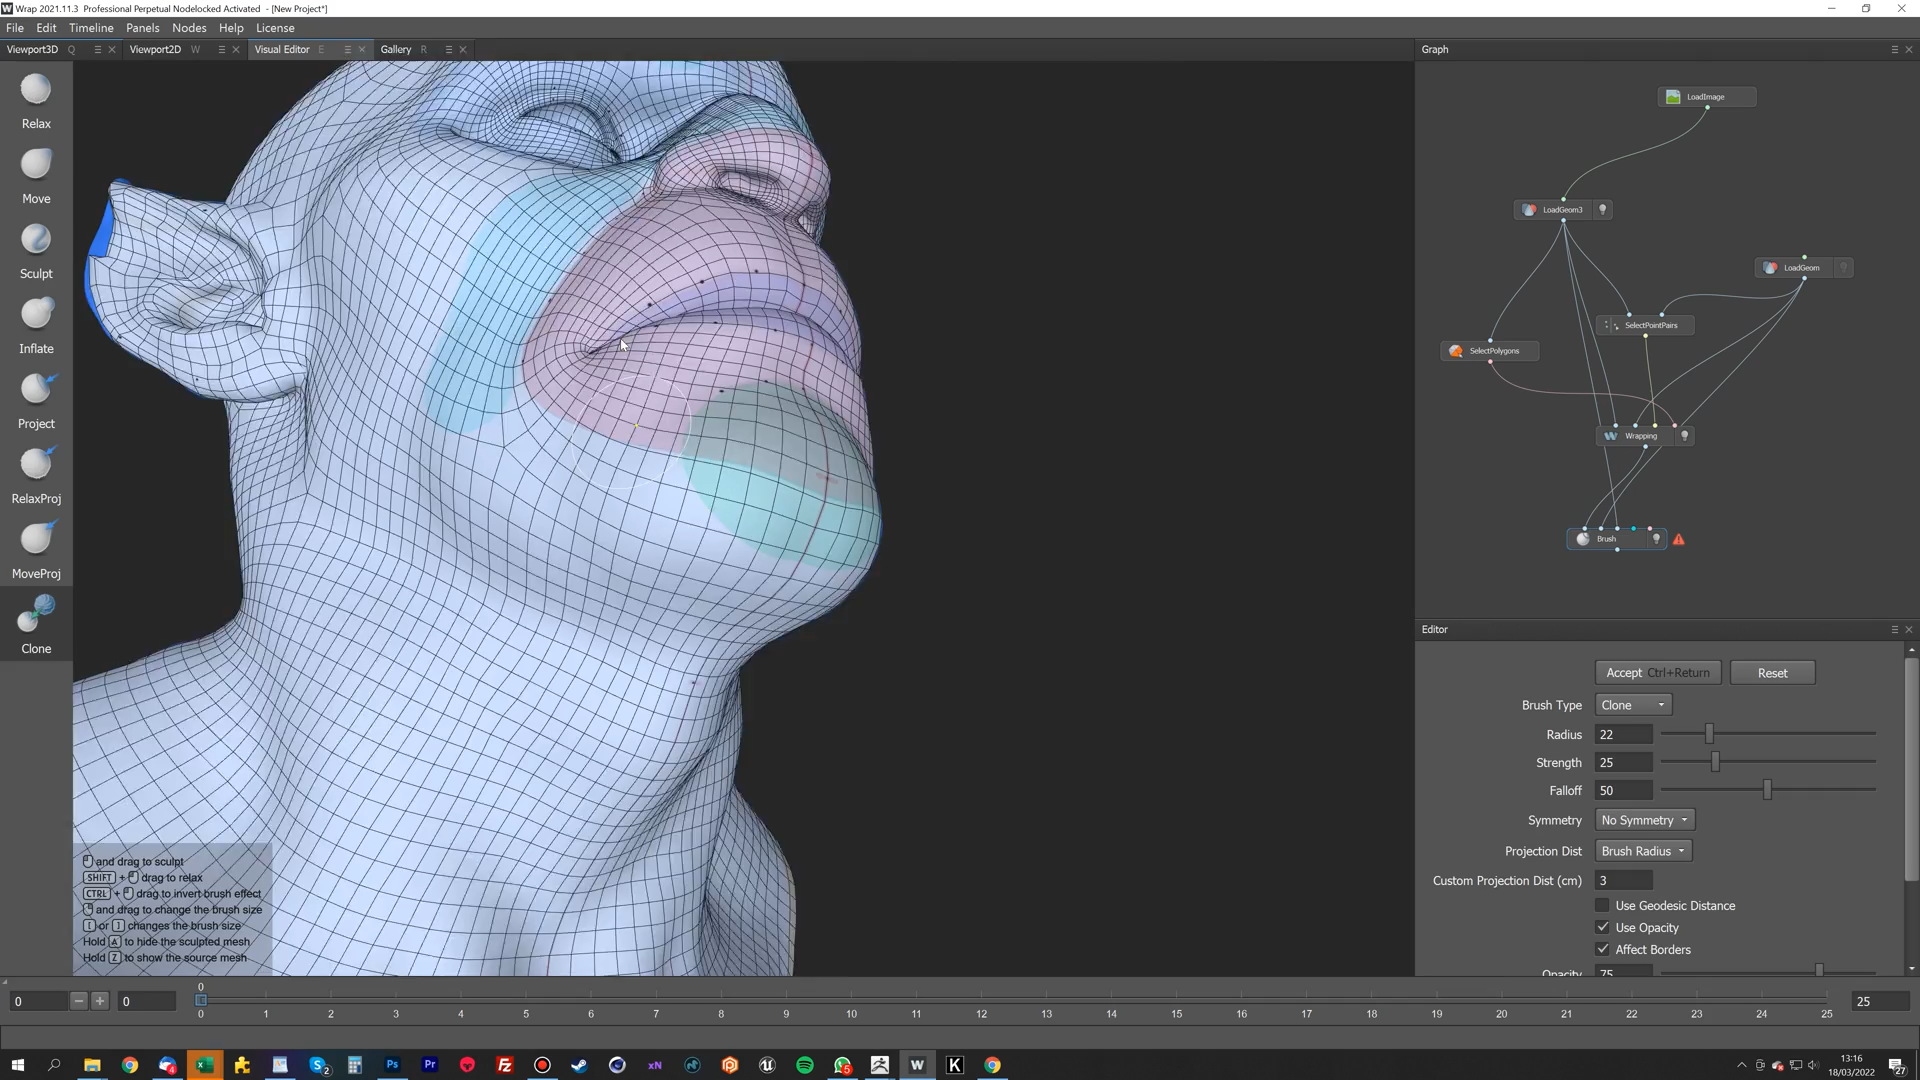 Wrap 2021.11.3  Professional Perpetual Nodelocked Activated  - [New Project*]
File Edit Timeline Panels Nodes Help License
Viewport3D Q Viewport2D W Visual Editor E Gallery R
Graph
Relax
Move
Sculpt
Inflate
Project
RelaxProj
MoveProj
Clone
LoadImage
LoadGeom3
LoadGeom
SelectPointPairs
SelectPolygons
Wrapping
Brush
Editor
Accept Ctrl+Return Reset
Brush Type Clone
Radius 22
Strength 25
Falloff 50
Symmetry No Symmetry
Projection Dist Brush Radius
Custom Projection Dist (cm) 3
Use Geodesic Distance
Use Opacity
Affect Borders
Opacity 75
and drag to sculpt
SHIFT + drag to relax
CTRL + drag to invert brush effect
and drag to change the brush size
[ or ] changes the brush size
Hold A to hide the sculpted mesh
Hold Z to show the source mesh
0 − + 0
0
0 1 2 3 4 5 6 7 8 9 10 11 12 13 14 15 16 17 18 19 20 21 22 23 24 25
25
13:16
18/03/2022